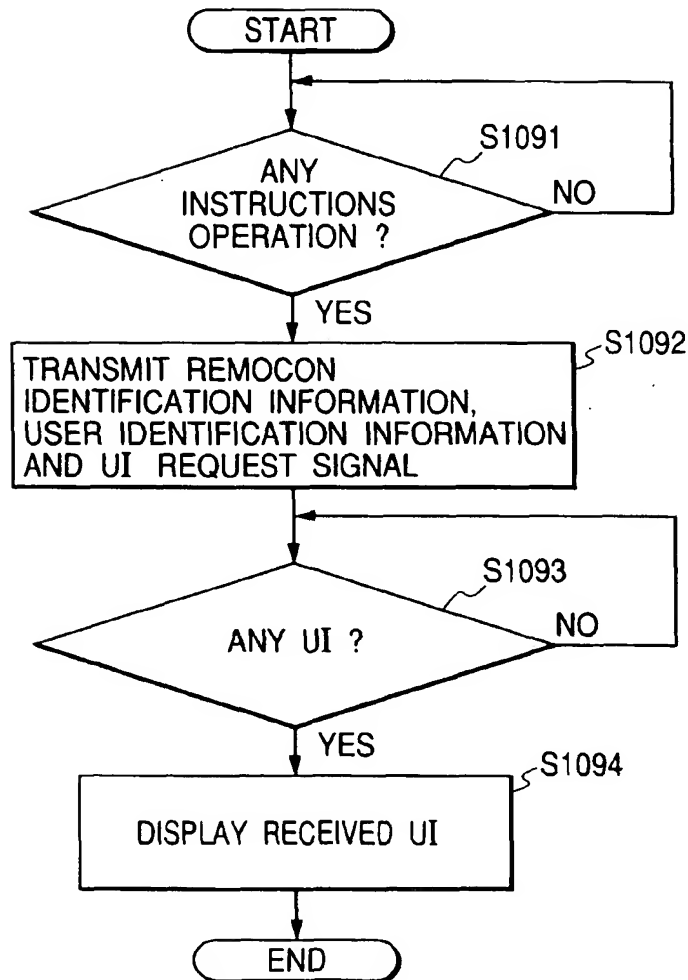 START
S1091
ANY
INSTRUCTIONS
OPERATION ?
NO
YES
S1092
TRANSMIT REMOCON
IDENTIFICATION INFORMATION,
USER IDENTIFICATION INFORMATION
AND UI REQUEST SIGNAL
S1093
ANY UI ?
NO
YES
S1094
DISPLAY RECEIVED UI
END